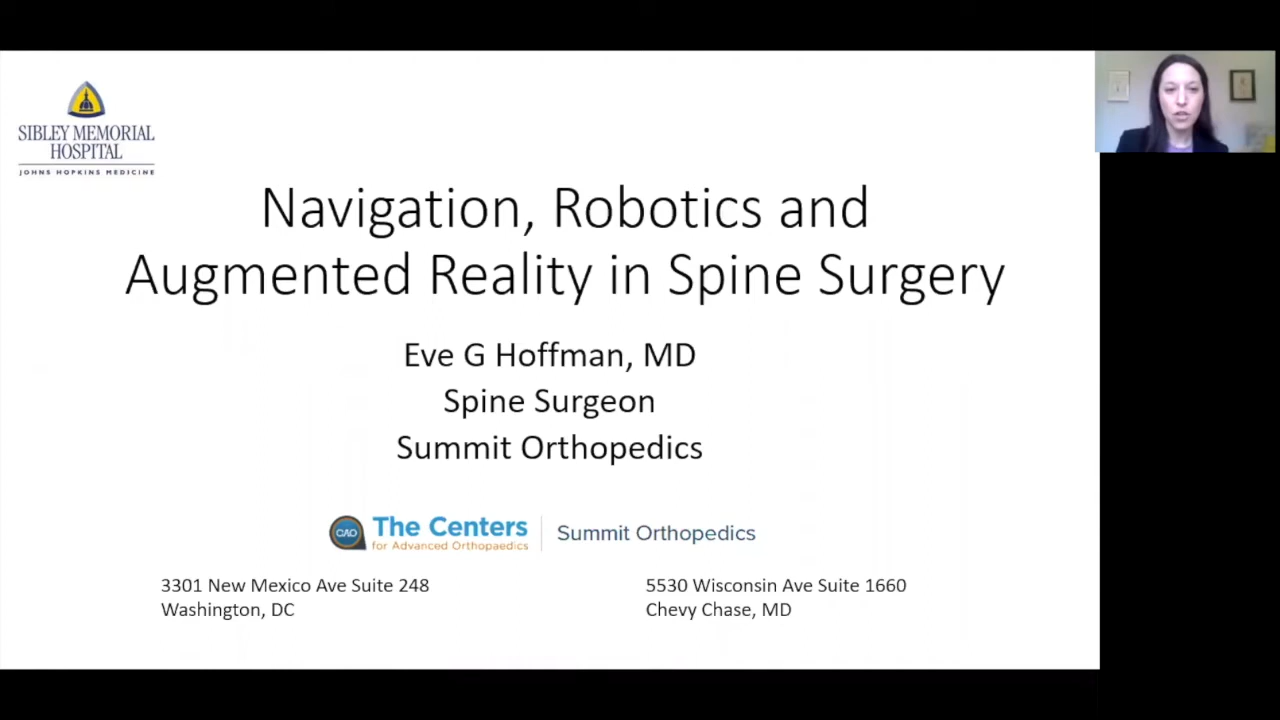 SIBLEY MEMORIAL
HOSPITAL
JOHNS HOPKINS MEDICINE
Navigation, Robotics and
Augmented Reality in Spine Surgery
Eve G Hoffman, MD
Spine Surgeon
Summit Orthopedics
CAO The Centers
for Advanced Orthopaedics
Summit Orthopedics
3301 New Mexico Ave Suite 248
Washington, DC
5530 Wisconsin Ave Suite 1660
Chevy Chase, MD